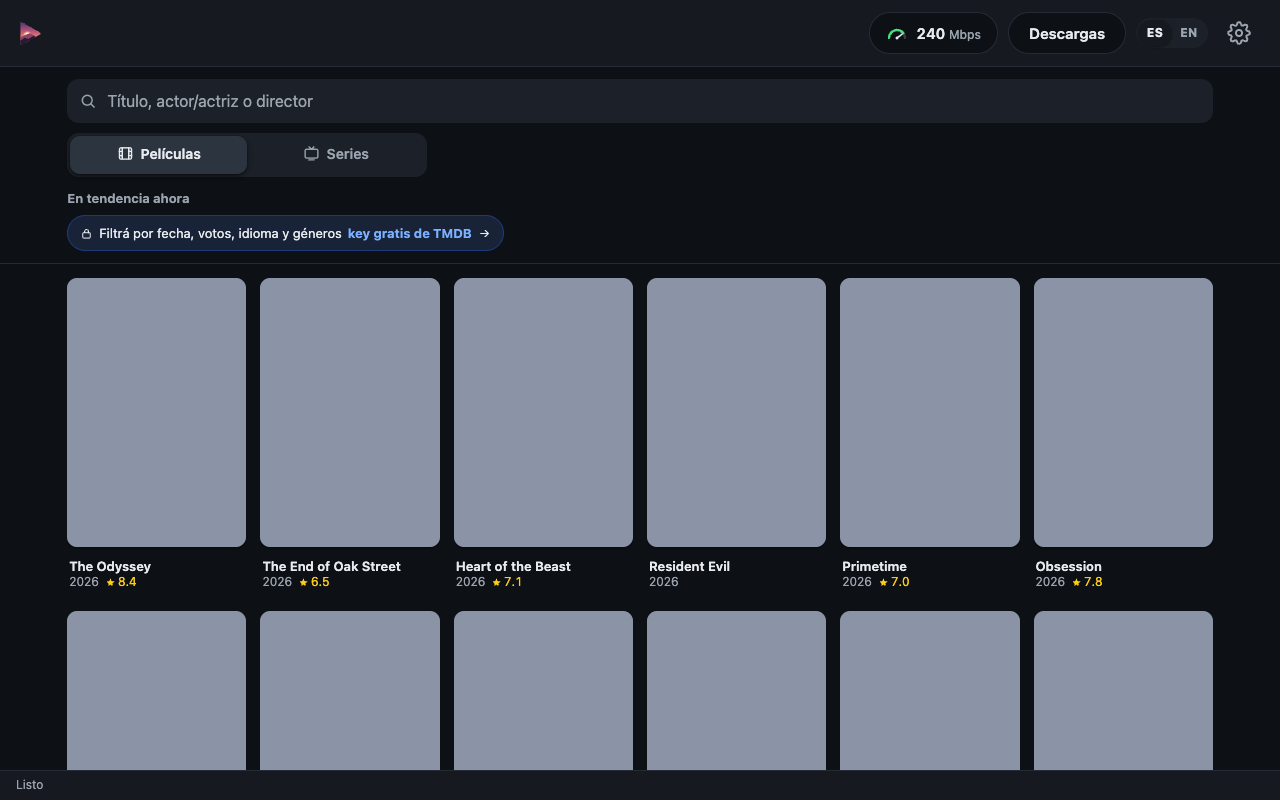 240 Mbps
Descargas
ES EN
Título, actor/actriz o director
Películas
Series
En tendencia ahora
Filtrá por fecha, votos, idioma y géneros key gratis de TMDB →
The Odyssey
2026 ★ 8.4
The End of Oak Street
2026 ★ 6.5
Heart of the Beast
2026 ★ 7.1
Resident Evil
2026
Primetime
2026 ★ 7.0
Obsession
2026 ★ 7.8
Listo